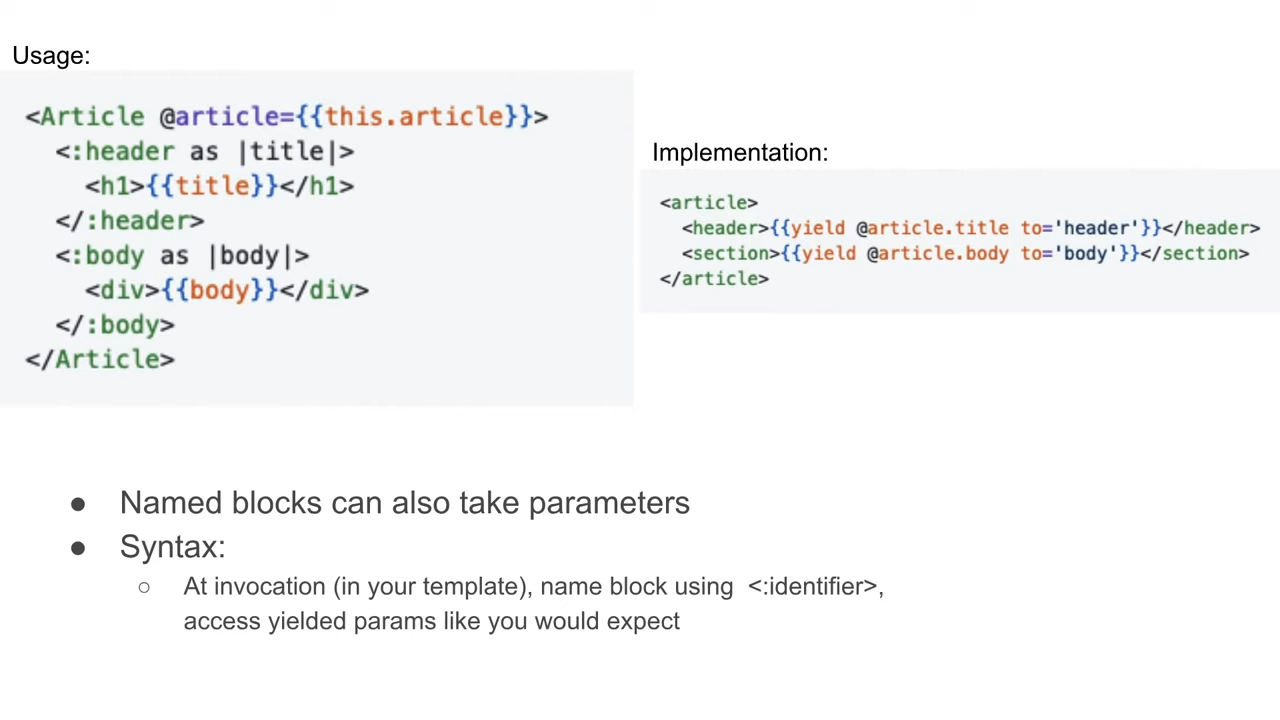 Usage:
<Article @article={{this.article}}>
<:header as |title|>
<h1>{{title}}</h1>
</:header>
<:body as |body|>
<div>{{body}}</div>
</:body>
</Article>
Implementation:
<article>
<header>{{yield @article.title to='header'}}</header>
<section>{{yield @article.body to='body'}}</section>
</article>
● Named blocks can also take parameters
● Syntax:
○ At invocation (in your template), name block using <:identifier>,
access yielded params like you would expect